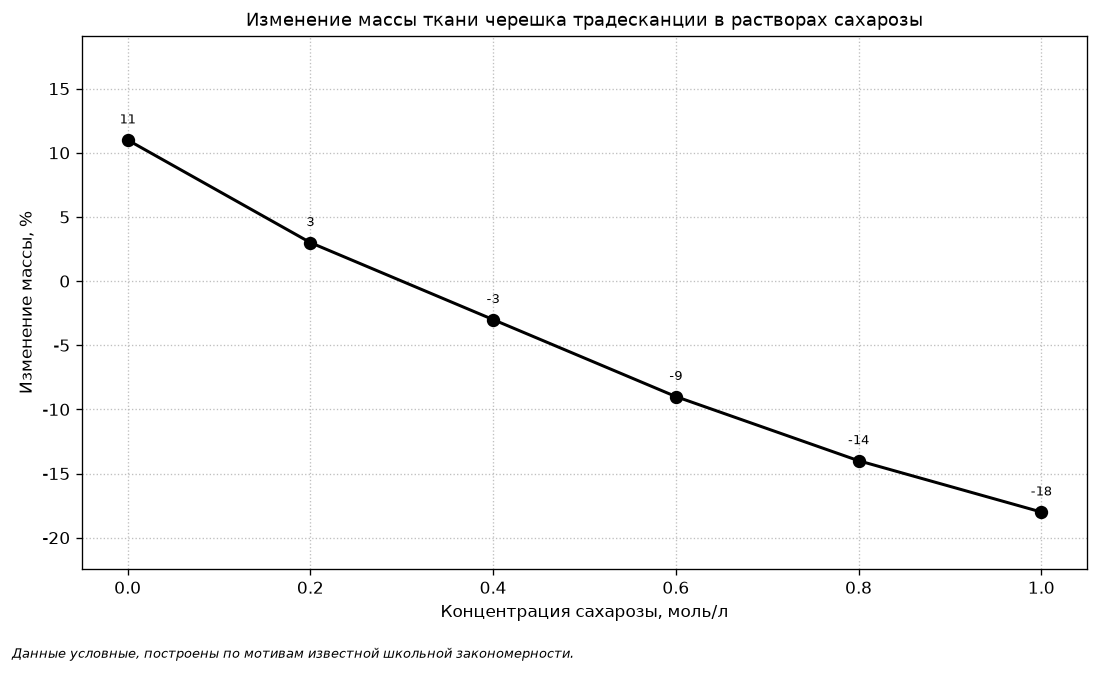 Изменение массы ткани черешка традесканции в растворах сахарозы
Изменение массы, %
15
10
5
0
-5
-10
-15
-20
11
3
-3
-9
-14
-18
0.0 0.2 0.4 0.6 0.8 1.0
Концентрация сахарозы, моль/л
Данные условные, построены по мотивам известной школьной закономерности.